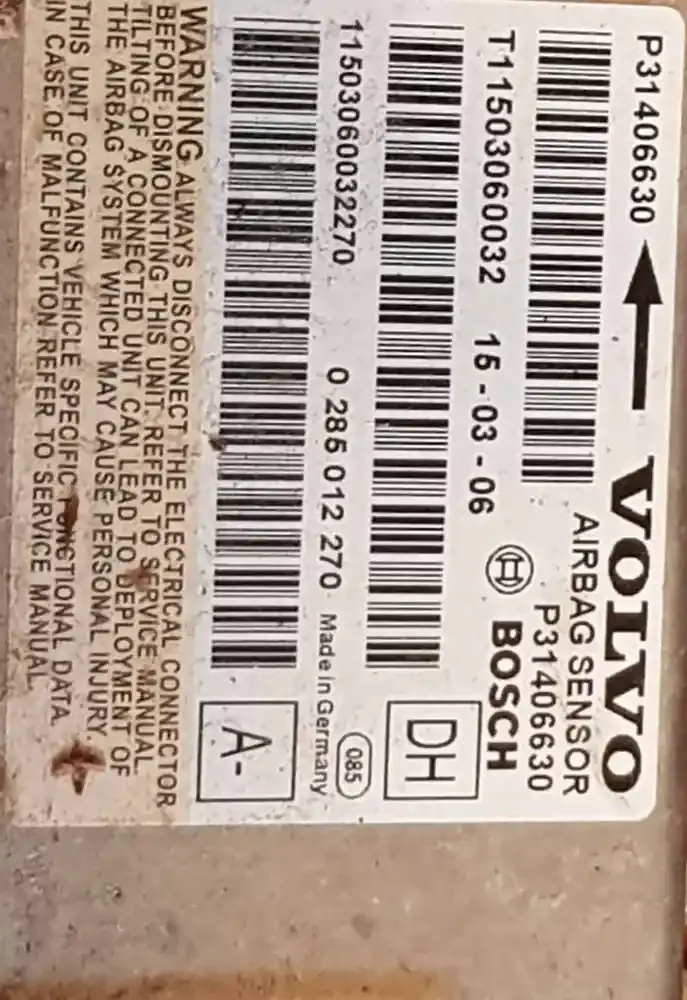 P31406630
VOLVO
AIRBAG SENSOR
P31406630
T11503060032 15-03-06
BOSCH
DH
11503060032270 0 285 012 270 Made in Germany
085
A-
WARNING ALWAYS DISCONNECT THE ELECTRICAL CONNECTOR
BEFORE DISMOUNTING THIS UNIT. REFER TO SERVICE MANUAL.
TILTING OF A CONNECTED UNIT CAN LEAD TO DEPLOYMENT OF
THE AIRBAG SYSTEM WHICH MAY CAUSE PERSONAL INJURY.
THIS UNIT CONTAINS VEHICLE SPECIFIC FUNCTIONAL DATA.
IN CASE OF MALFUNCTION REFER TO SERVICE MANUAL.